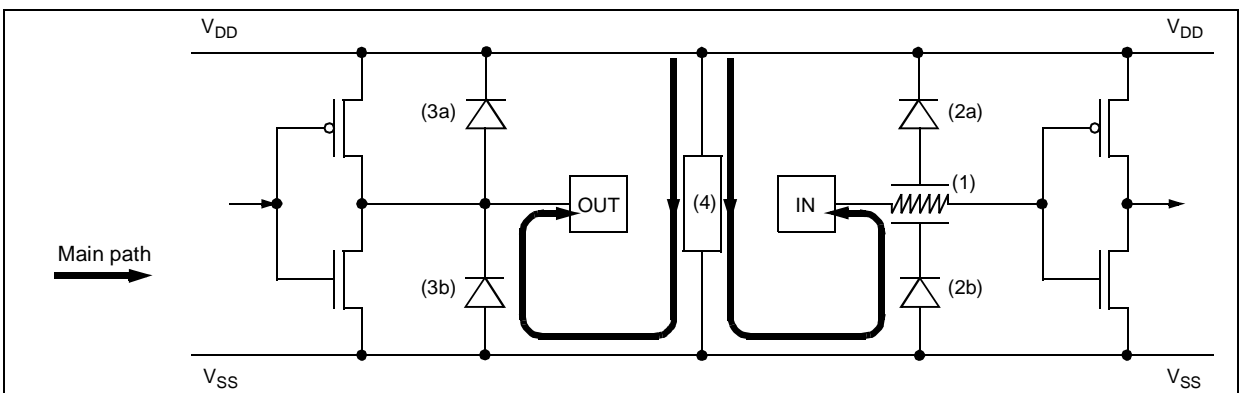 VDD VDD
(3a) (2a)
(1)
OUT (4) IN
Main path
(3b) (2b)
VSS VSS